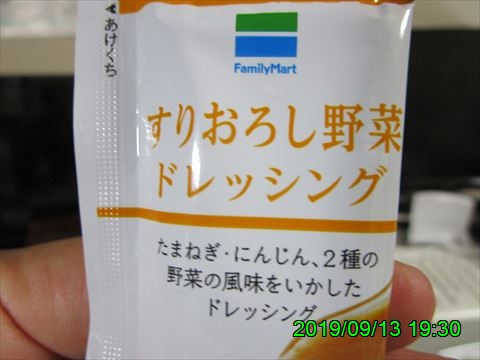 あけくち
FamilyMart
すりおろし野菜
ドレッシング
たまねぎ・にんじん、2種の
野菜の風味をいかした
ドレッシング
2019/09/13 19:30